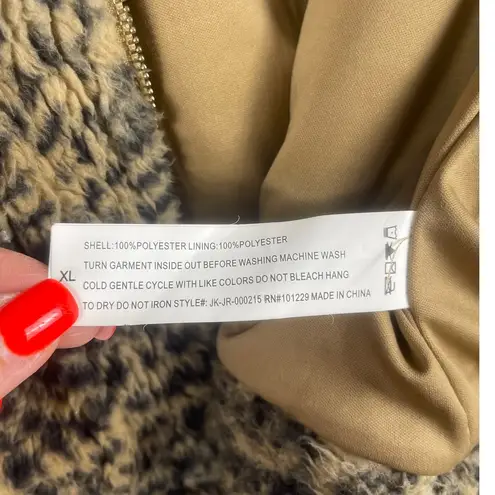 SHELL:100%POLYESTER LINING:100%POLYESTER
TURN GARMENT INSIDE OUT BEFORE WASHING MACHINE WASH
COLD GENTLE CYCLE WITH LIKE COLORS DO NOT BLEACH HANG
TO DRY DO NOT IRON STYLE#: JK-JR-000215 RN#101229 MADE IN CHINA
XL